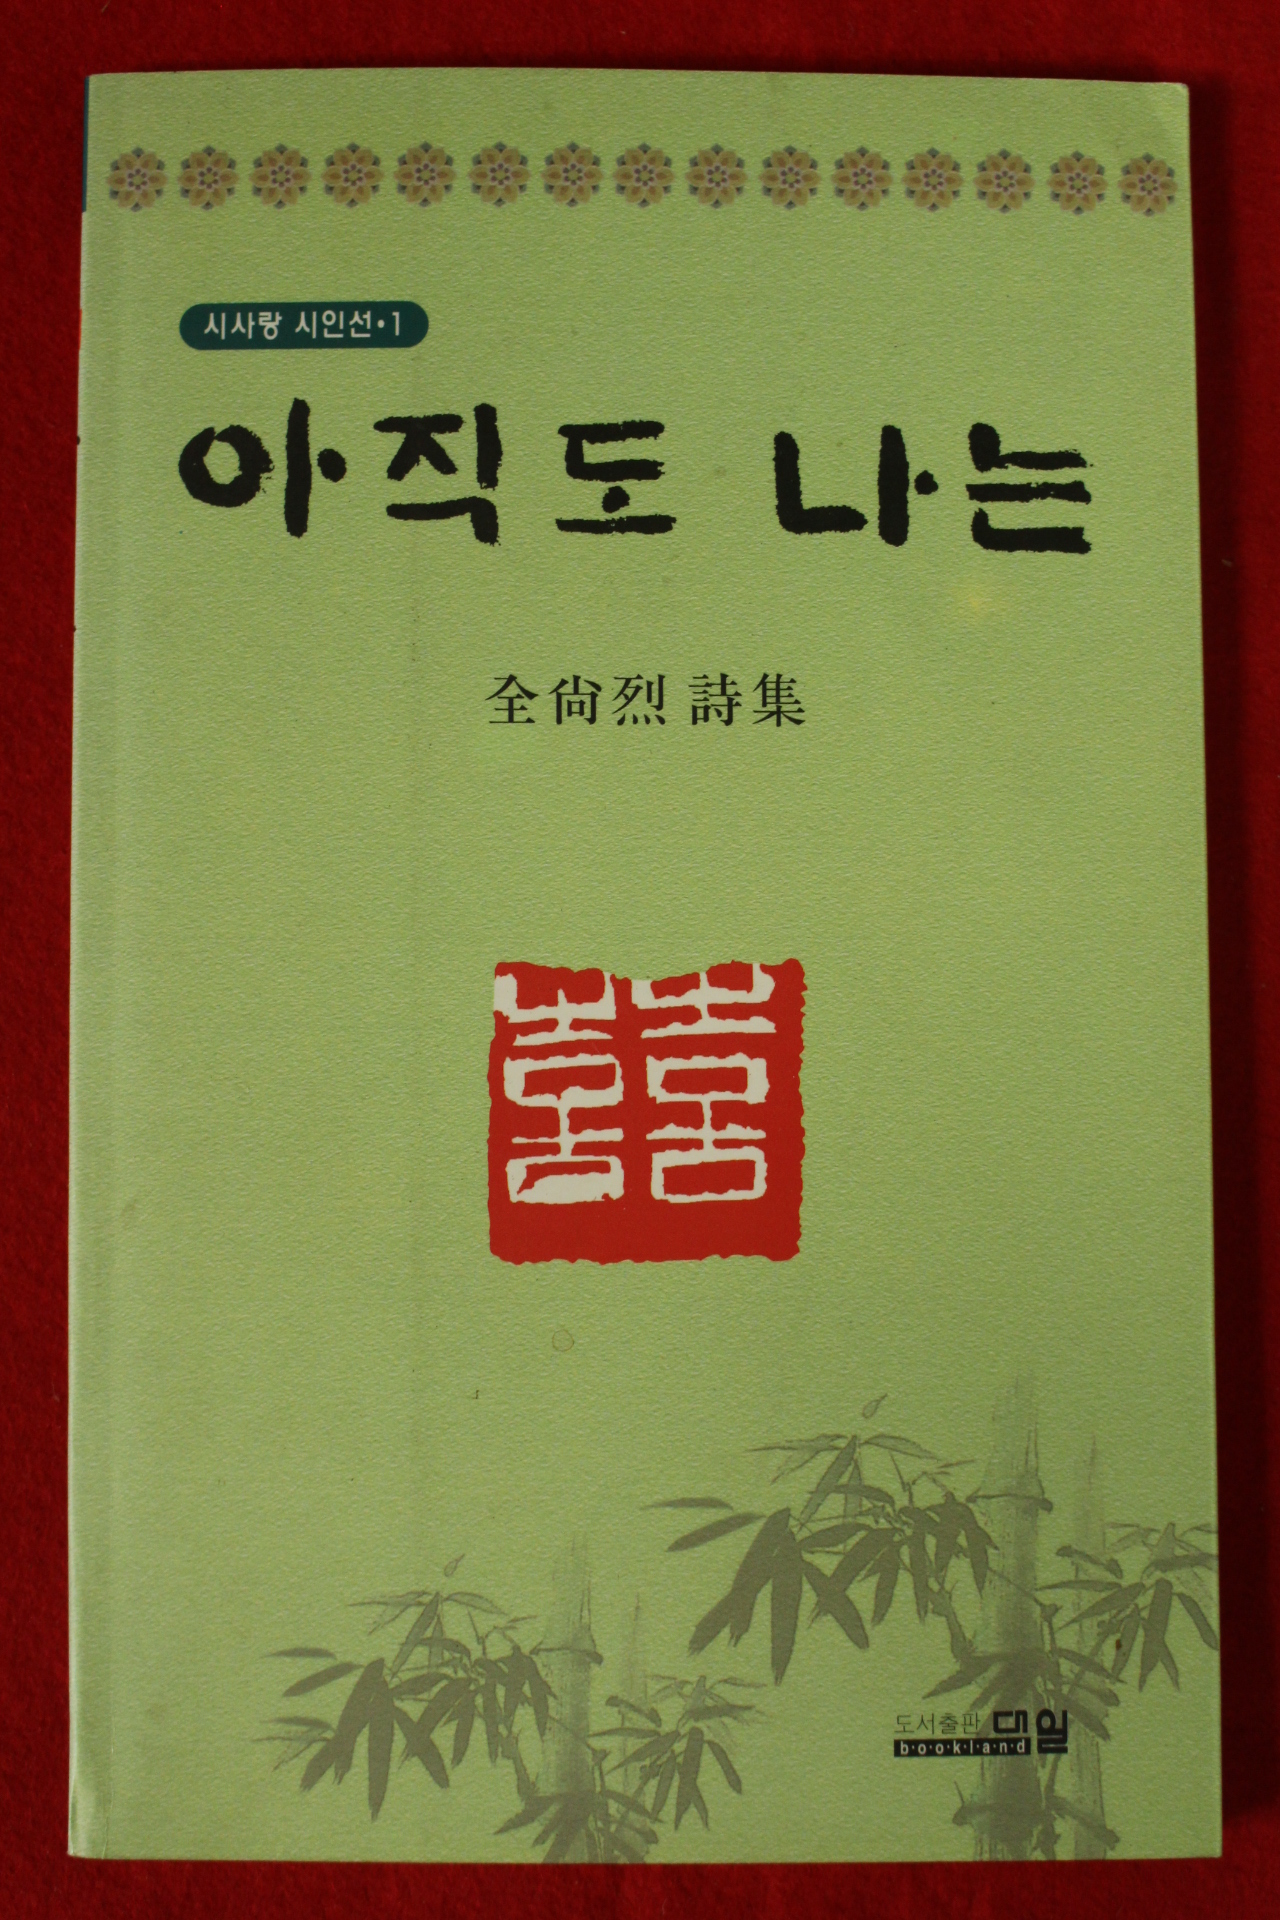 시사랑 시인선·1
아직도 나는
全尙烈 詩集
囍
도서출판 대일
b·o·o·k·l·a·n·d